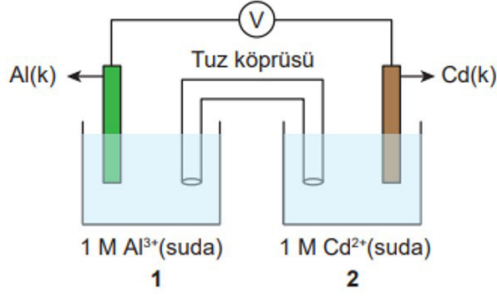 V
Tuz köprüsü
Al(k)
Cd(k)
1 M Al³⁺(suda)
1 M Cd²⁺(suda)
1
2